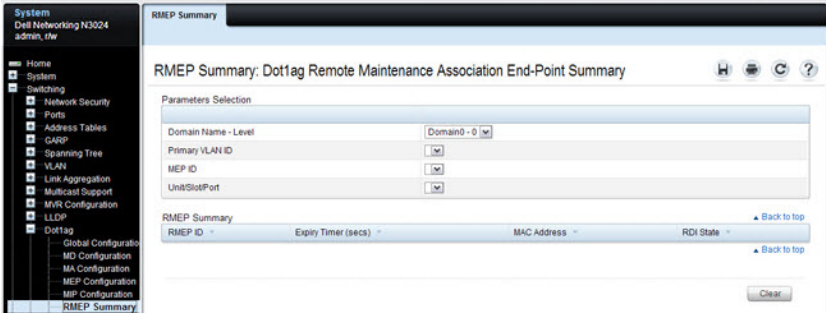 System
Dell Networking N3024
admin, r/w
Home
System
Switching
Network Security
Ports
Address Tables
GARP
Spanning Tree
VLAN
Link Aggregation
Multicast Support
MVR Configuration
LLDP
Dot1ag
Global Configuratio
MD Configuration
MA Configuration
MEP Configuration
MIP Configuration
RMEP Summary
RMEP Summary
RMEP Summary: Dot1ag Remote Maintenance Association End-Point Summary
Parameters Selection
Domain Name - Level Domain0 - 0
Primary VLAN ID
MEP ID
Unit/Slot/Port
Back to top
RMEP Summary
RMEP ID Expiry Timer (secs) MAC Address RDI State
Back to top
Clear